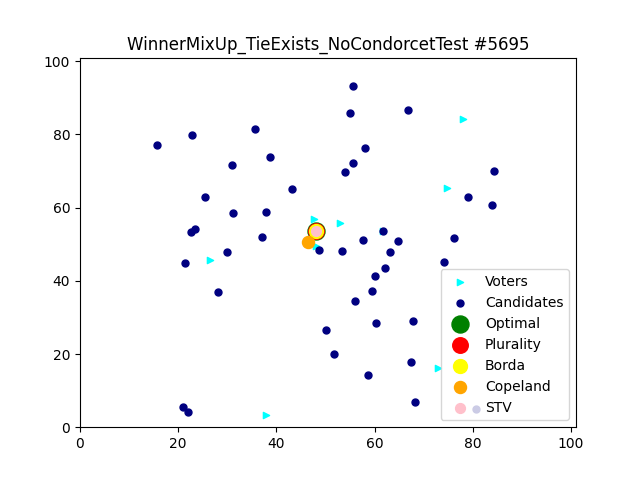 WinnerMixUp_TieExists_NoCondorcetTest #5695
100
80
60
40
20
0
0 20 40 60 80 100
Voters
Candidates
Optimal
Plurality
Borda
Copeland
STV